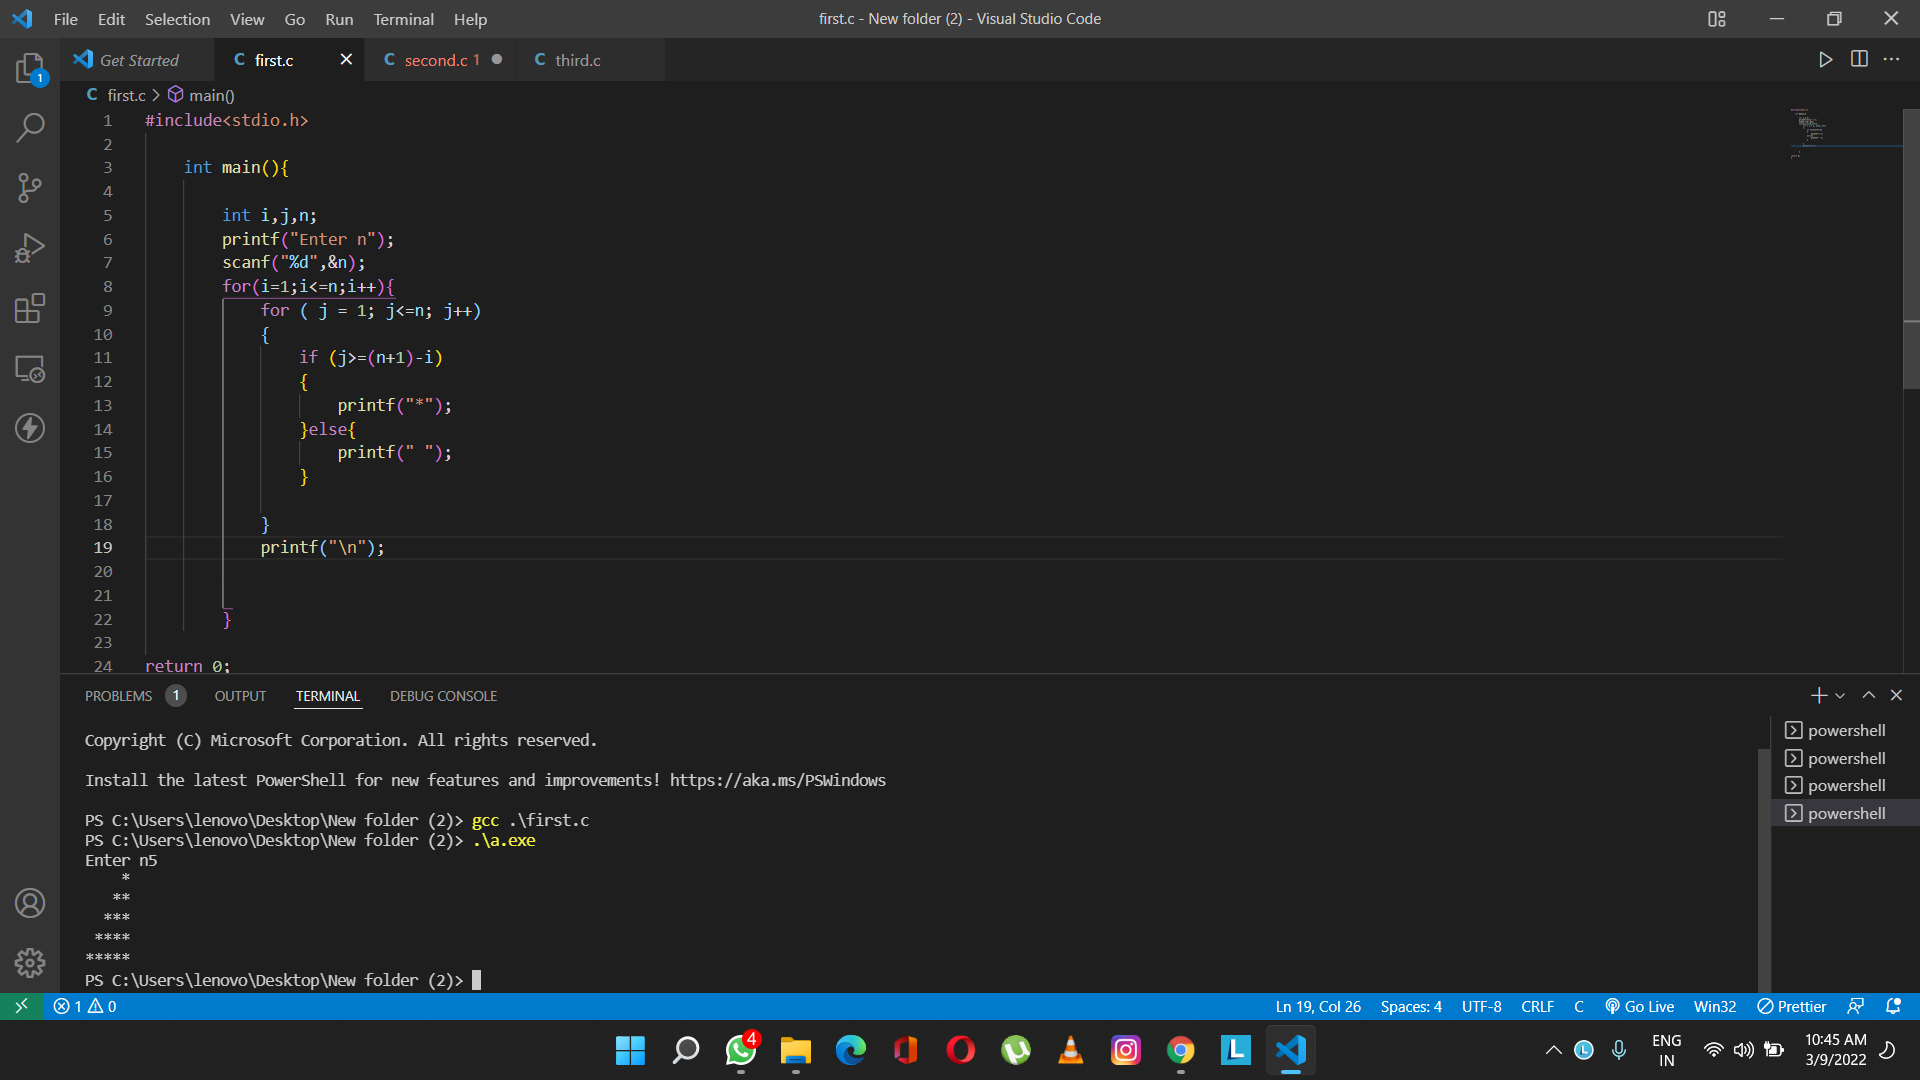 File Edit Selection View Go Run Terminal Help
first.c - New folder (2) - Visual Studio Code
Get Started
C first.c
C second.c 1
C third.c
1
C first.c > main()
1 #include<stdio.h>
2
3 int main(){
4
5 int i,j,n;
6 printf("Enter n");
7 scanf("%d",&n);
8 for(i=1;i<=n;i++){
9 for ( j = 1; j<=n; j++)
10 {
11 if (j>=(n+1)-i)
12 {
13 printf("*");
14 }else{
15 printf(" ");
16 }
17
18 }
19 printf("\n");
20
21
22 }
23
24 return 0;
PROBLEMS 1 OUTPUT TERMINAL DEBUG CONSOLE
Copyright (C) Microsoft Corporation. All rights reserved.
Install the latest PowerShell for new features and improvements! https://aka.ms/PSWindows
PS C:\Users\lenovo\Desktop\New folder (2)> gcc .\first.c
PS C:\Users\lenovo\Desktop\New folder (2)> .\a.exe
Enter n5
*
**
***
****
*****
PS C:\Users\lenovo\Desktop\New folder (2)>
powershell
powershell
powershell
powershell
1 0
Ln 19, Col 26 Spaces: 4 UTF-8 CRLF C Go Live Win32 Prettier
4
L
L
ENG
IN
10:45 AM
3/9/2022